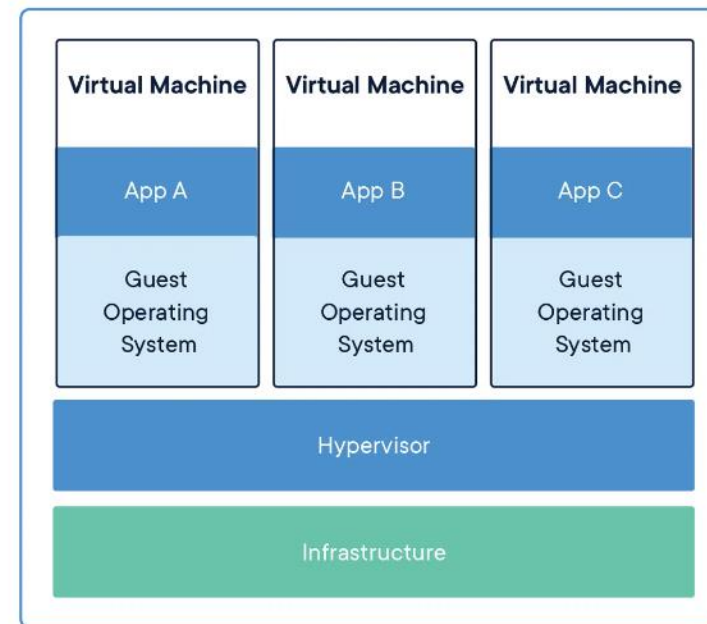 Virtual Machine
Virtual Machine
Virtual Machine
App A
App B
App C
Guest
Operating
System
Guest
Operating
System
Guest
Operating
System
Hypervisor
Infrastructure